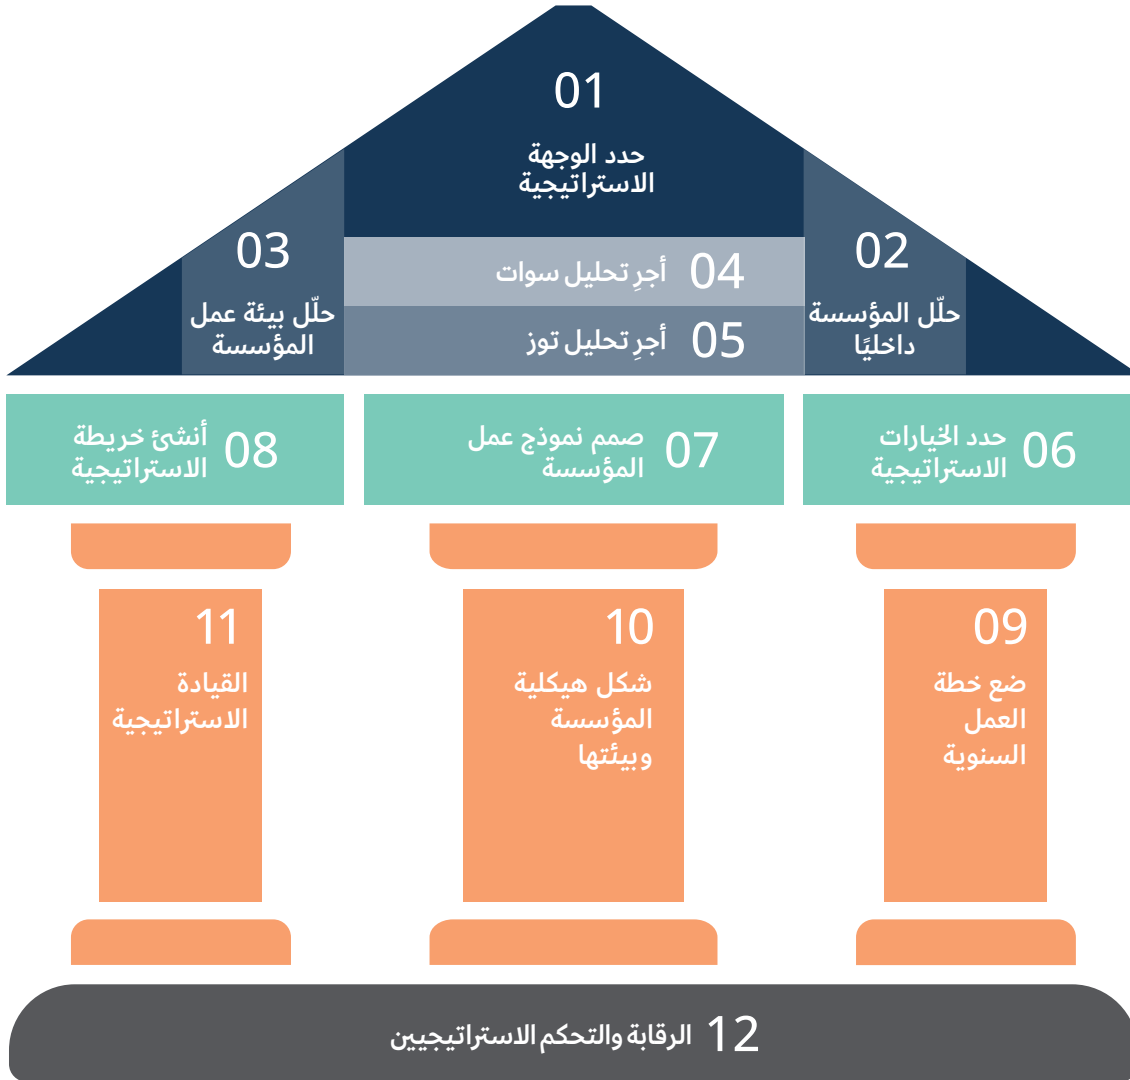 01
حدد الوجهة
الاستراتيجية
02
حلّل المؤسسة
داخليًا
03
حلّل بيئة عمل
المؤسسة
04 أجرِ تحليل سوات
05 أجرِ تحليل توز
06 حدد الخيارات
الاستراتيجية
07 صمم نموذج عمل
المؤسسة
08 أنشئ خريطة
الاستراتيجية
09
ضع خطة
العمل
السنوية
10
شكل هيكلية
المؤسسة
وبيئتها
11
القيادة
الاستراتيجية
12 الرقابة والتحكم الاستراتيجيين